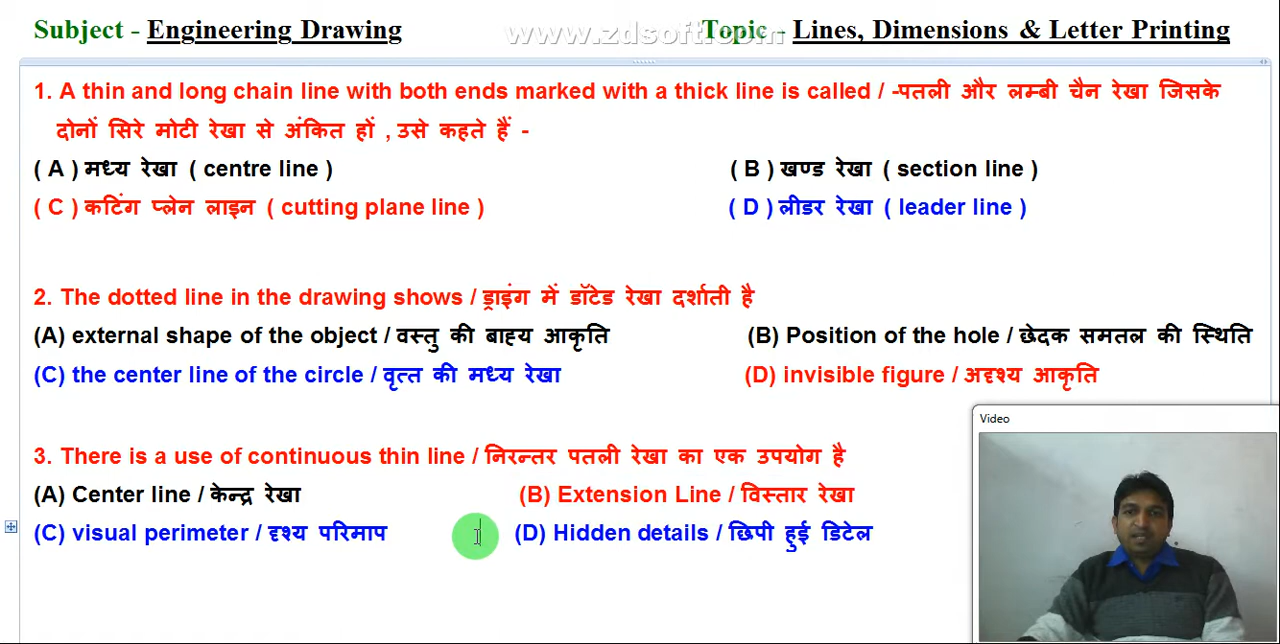 Subject - Engineering Drawing www.zdsoft.com Topic - Lines, Dimensions & Letter Printing
1. A thin and long chain line with both ends marked with a thick line is called / -पतली और लम्बी चैन रेखा जिसके
दोनों सिरे मोटी रेखा से अंकित हों , उसे कहते हैं -
( A ) मध्य रेखा ( centre line ) ( B ) खण्ड रेखा ( section line )
( C ) कटिंग प्लेन लाइन ( cutting plane line ) ( D ) लीडर रेखा ( leader line )
2. The dotted line in the drawing shows / ड्राइंग में डॉटेड रेखा दर्शाती है
(A) external shape of the object / वस्तु की बाह्य आकृति (B) Position of the hole / छेदक समतल की स्थिति
(C) the center line of the circle / वृत्त की मध्य रेखा (D) invisible figure / अदृश्य आकृति
Video
3. There is a use of continuous thin line / निरन्तर पतली रेखा का एक उपयोग है
(A) Center line / केन्द्र रेखा (B) Extension Line / विस्तार रेखा
(C) visual perimeter / दृश्य परिमाप (D) Hidden details / छिपी हुई डिटेल